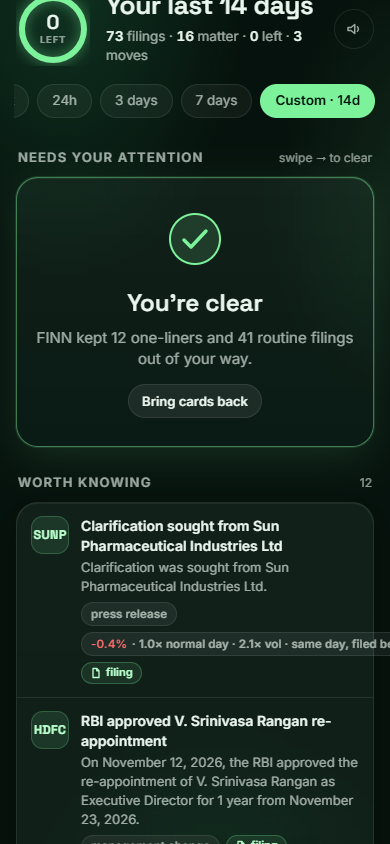 0
LEFT
Your last 14 days
73 filings · 16 matter · 0 left · 3
moves
24h
3 days
7 days
Custom · 14d
NEEDS YOUR ATTENTION
swipe → to clear
You're clear
FINN kept 12 one-liners and 41 routine filings
out of your way.
Bring cards back
WORTH KNOWING
12
SUNP
Clarification sought from Sun
Pharmaceutical Industries Ltd
Clarification was sought from Sun
Pharmaceutical Industries Ltd.
press release
-0.4% · 1.0× normal day · 2.1× vol · same day, filed
filing
HDFC
RBI approved V. Srinivasa Rangan re-
appointment
On November 12, 2026, the RBI approved the
re-appointment of V. Srinivasa Rangan as
Executive Director for 1 year from November
23, 2026.
management change
filing